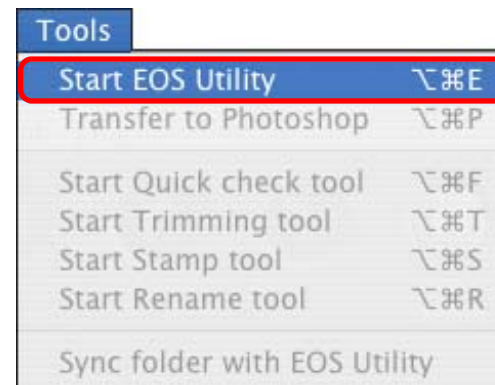 Tools
Start EOS Utility ⌥⌘E
Transfer to Photoshop ⌥⌘P
Start Quick check tool ⌥⌘F
Start Trimming tool ⌥⌘T
Start Stamp tool ⌥⌘S
Start Rename tool ⌥⌘R
Sync folder with EOS Utility